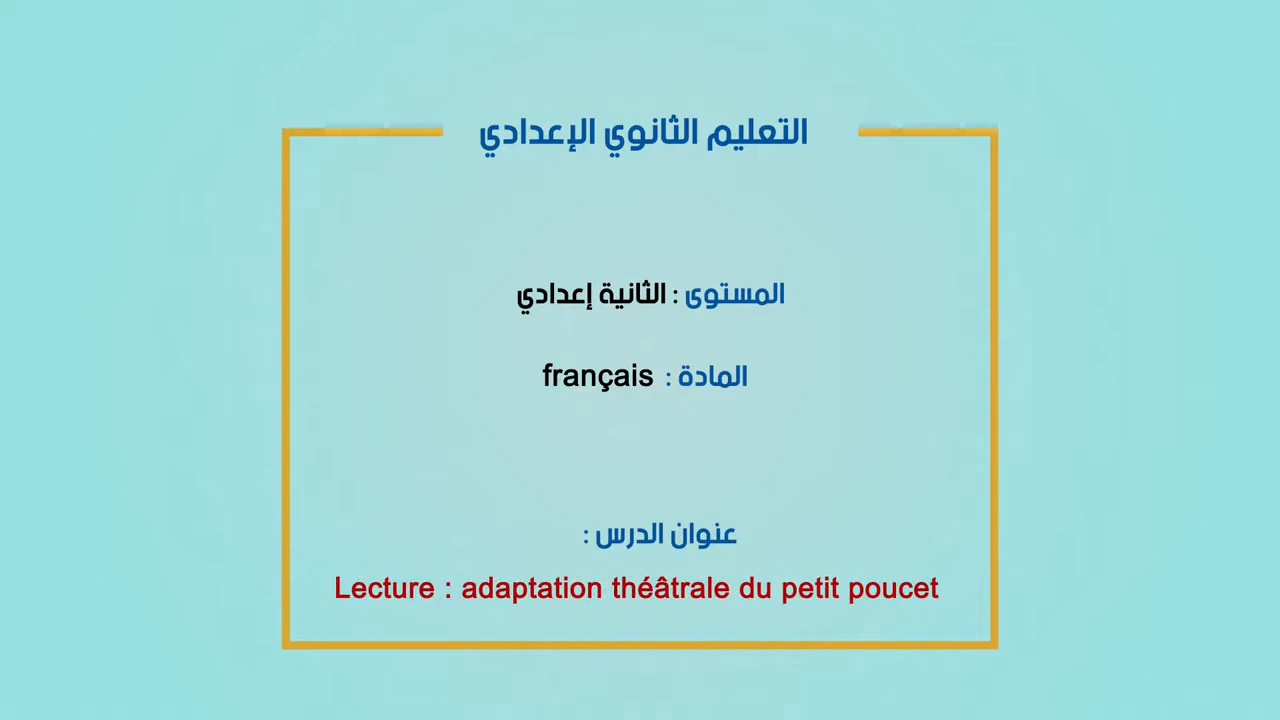 التعليم الثانوي الإعدادي
المستوى : الثانية إعدادي
المادة : français
عنوان الدرس :
Lecture : adaptation théâtrale du petit poucet